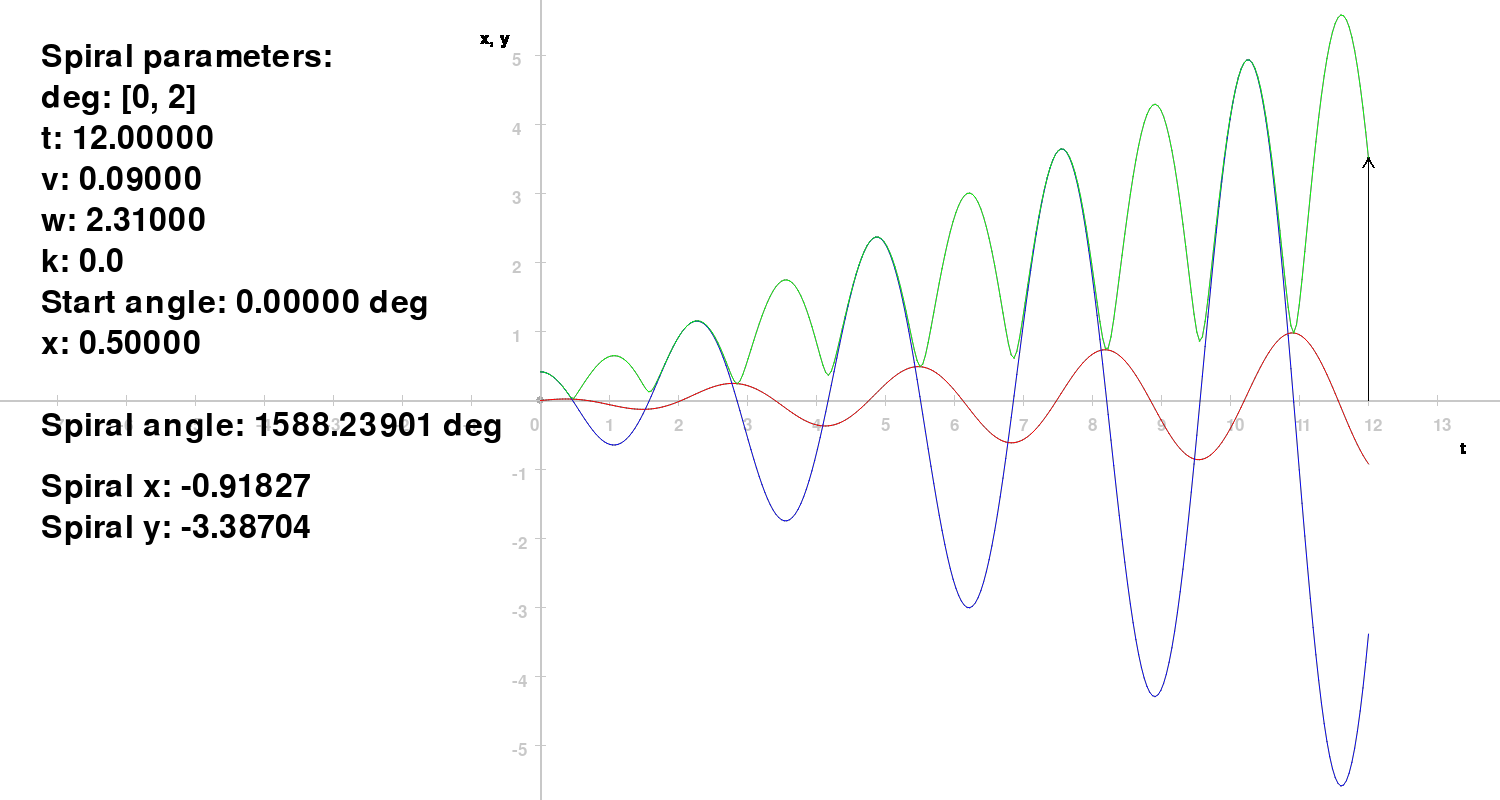 Spiral parameters:
deg: [0, 2]
t: 12.00000
v: 0.09000
w: 2.31000
k: 0.0
Start angle: 0.00000 deg
x: 0.50000
Spiral angle: 1588.23901 deg
Spiral x: -0.91827
Spiral y: -3.38704
x, y
5
4
3
2
1
0 1 2 3 4 5 6 7 8 9 10 11 12 13
t
-1
-2
-3
-4
-5